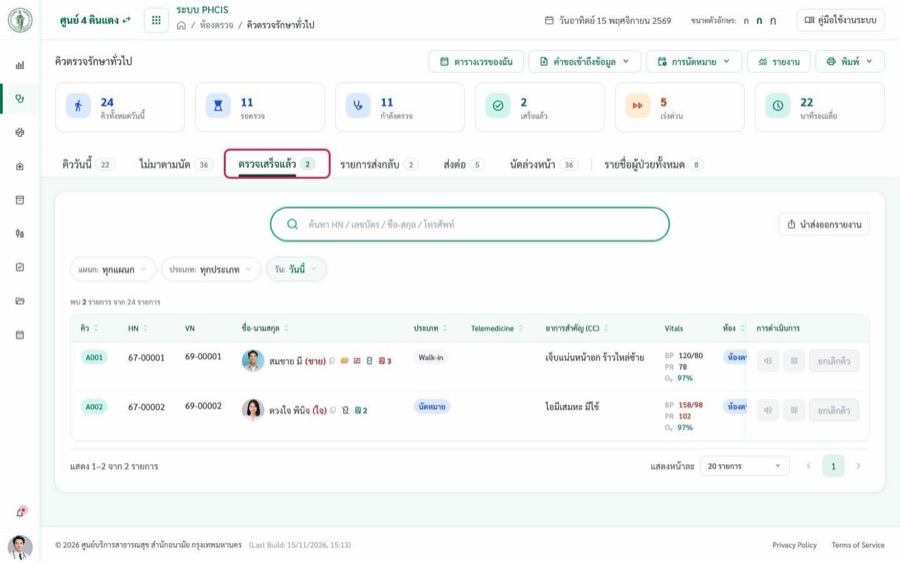 ศูนย์ 4 ดินแดง
ระบบ PHCIS
/ ห้องตรวจ / คิวตรวจรักษาทั่วไป
วันอาทิตย์ 15 พฤศจิกายน 2569
ขนาดตัวอักษร: ก ก ก
คู่มือใช้งานระบบ
คิวตรวจรักษาทั่วไป
ตารางเวรของฉัน
คำขอเข้าถึงข้อมูล
การนัดหมาย
รายงาน
พิมพ์
24
คิวทั้งหมดวันนี้
11
รอตรวจ
11
กำลังตรวจ
2
เสร็จแล้ว
5
เร่งด่วน
22
นาทีรอเฉลี่ย
คิววันนี้ 22
ไม่มาตามนัด 36
ตรวจเสร็จแล้ว 2
รายการส่งกลับ 2
ส่งต่อ 5
นัดล่วงหน้า 36
รายชื่อผู้ป่วยทั้งหมด 8
ค้นหา HN / เลขบัตร / ชื่อ-สกุล / โทรศัพท์
นำส่งออกรายงาน
แผนก: ทุกแผนก
ประเภท: ทุกประเภท
วัน: วันนี้
พบ 2 รายการ จาก 24 รายการ
คิว HN VN ชื่อ-นามสกุล ประเภท Telemedicine อาการสำคัญ (CC) Vitals ห้อง การดำเนินการ
A001 67-00001 69-00001 สมชาย มี (ชาย) 3 Walk-in เจ็บแน่นหน้าอก ร้าวไหล่ซ้าย BP 120/80 ห้องต ยกเลิกคิว
PR 78
O₂ 97%
A002 67-00002 69-00002 ดวงใจ พินิจ (ใจ) 2 นัดหมาย ไอมีเสมหะ มีไข้ BP 158/98 ห้องต ยกเลิกคิว
PR 102
O₂ 97%
แสดง 1–2 จาก 2 รายการ
แสดงหน้าละ 20 รายการ
1
© 2026 ศูนย์บริการสาธารณสุข สำนักอนามัย กรุงเทพมหานคร (Last Build: 15/11/2026, 15:13)
Privacy Policy Terms of Service